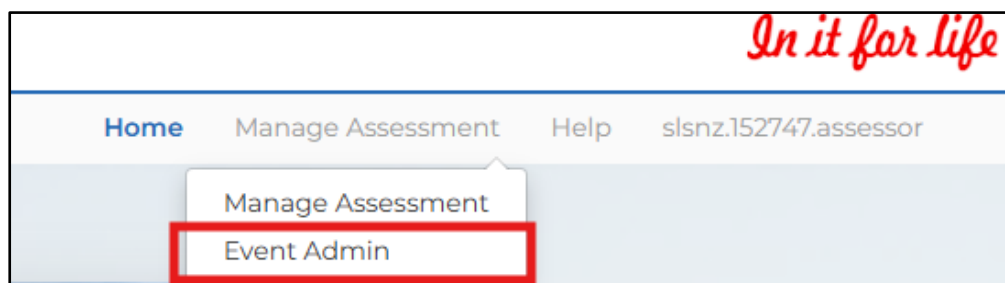 In it for life
Home Manage Assessment Help slsnz.152747.assessor
Manage Assessment
Event Admin